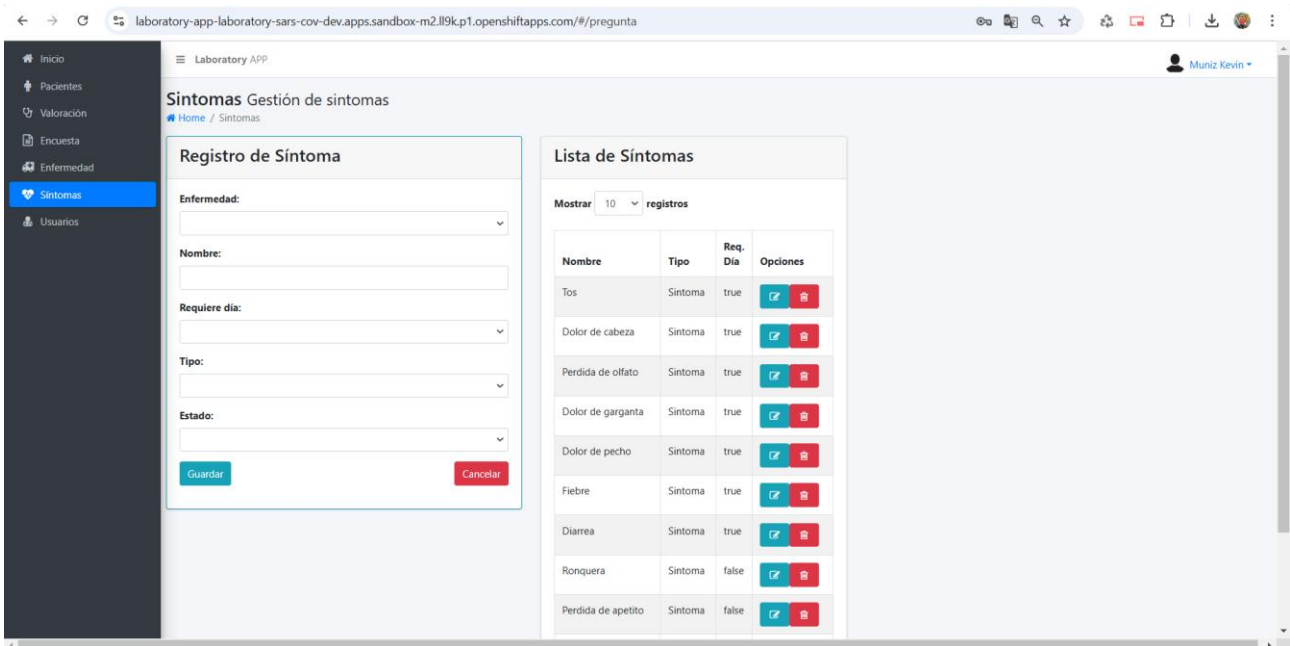 laboratory-app-laboratory-sars-cov-dev.apps.sandbox-m2.ll9k.p1.openshiftapps.com/#/pregunta
Inicio
Pacientes
Valoración
Encuesta
Enfermedad
Síntomas
Usuarios
Laboratory APP
Muniz Kevin
Sintomas Gestión de sintomas
Home / Sintomas
Registro de Síntoma
Enfermedad:
Nombre:
Requiere día:
Tipo:
Estado:
Guardar Cancelar
Lista de Síntomas
Mostrar 10 registros
Nombre Tipo Req. Día Opciones
Tos Sintoma true
Dolor de cabeza Sintoma true
Perdida de olfato Sintoma true
Dolor de garganta Sintoma true
Dolor de pecho Sintoma true
Fiebre Sintoma true
Diarrea Sintoma true
Ronquera Sintoma false
Perdida de apetito Sintoma false